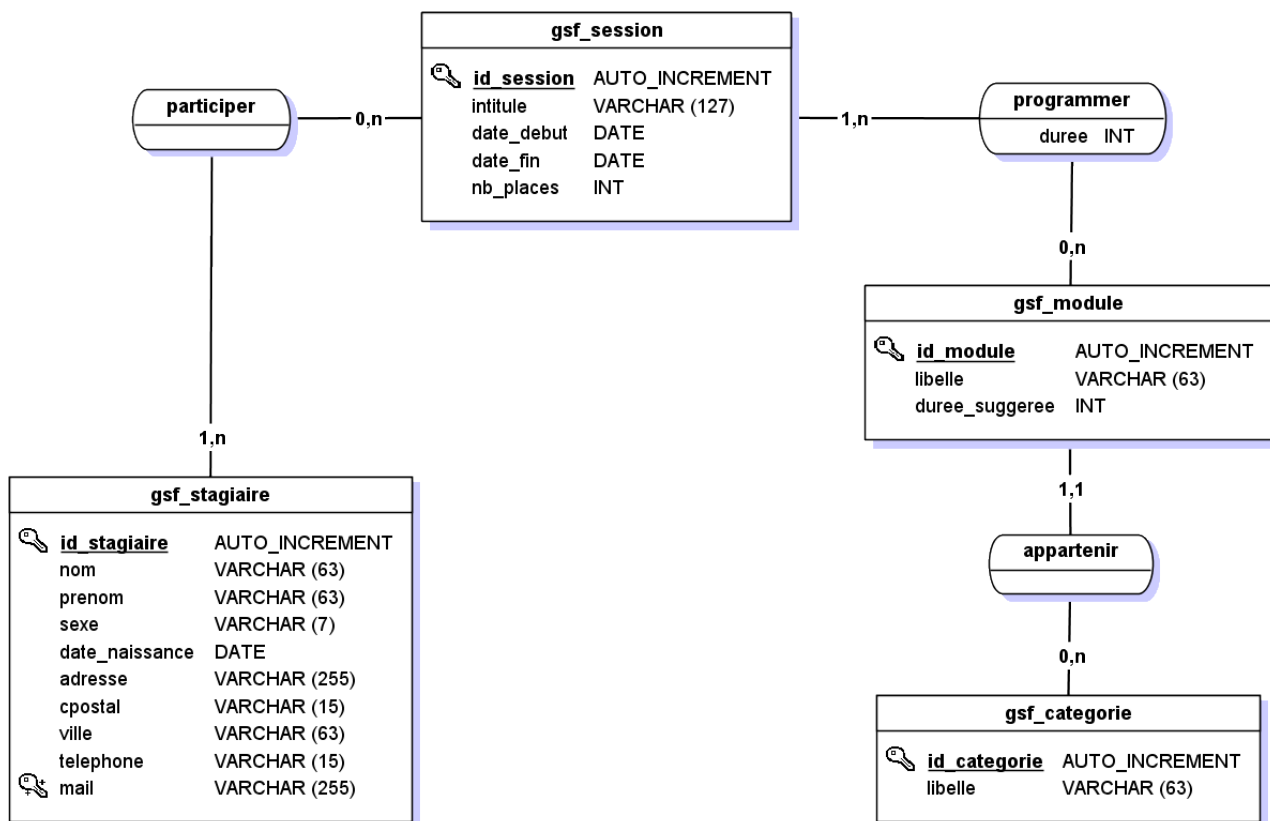 gsf_session
id_session AUTO_INCREMENT
intitule VARCHAR (127)
date_debut DATE
date_fin DATE
nb_places INT
participer
0,n
1,n
programmer
duree INT
0,n
gsf_module
id_module AUTO_INCREMENT
libelle VARCHAR (63)
duree_suggeree INT
1,n
1,1
gsf_stagiaire
id_stagiaire AUTO_INCREMENT
nom VARCHAR (63)
prenom VARCHAR (63)
sexe VARCHAR (7)
date_naissance DATE
adresse VARCHAR (255)
cpostal VARCHAR (15)
ville VARCHAR (63)
telephone VARCHAR (15)
mail VARCHAR (255)
appartenir
0,n
gsf_categorie
id_categorie AUTO_INCREMENT
libelle VARCHAR (63)